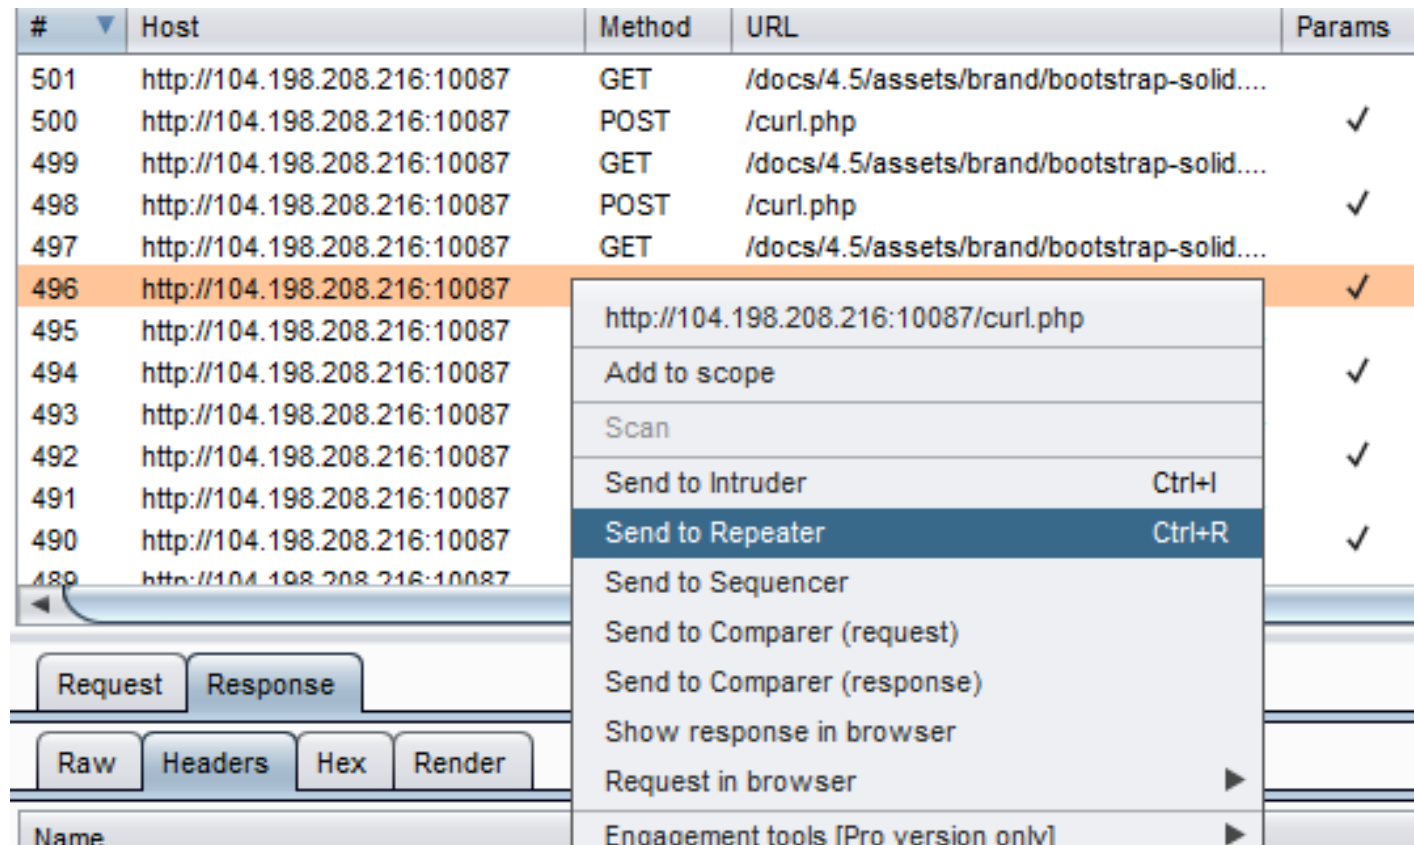 # Host Method URL Params
501 http://104.198.208.216:10087 GET /docs/4.5/assets/brand/bootstrap-solid....
500 http://104.198.208.216:10087 POST /curl.php ✓
499 http://104.198.208.216:10087 GET /docs/4.5/assets/brand/bootstrap-solid....
498 http://104.198.208.216:10087 POST /curl.php ✓
497 http://104.198.208.216:10087 GET /docs/4.5/assets/brand/bootstrap-solid....
496 http://104.198.208.216:10087 ✓
495 http://104.198.208.216:10087
494 http://104.198.208.216:10087 ✓
493 http://104.198.208.216:10087
492 http://104.198.208.216:10087 ✓
491 http://104.198.208.216:10087
490 http://104.198.208.216:10087 ✓
489 http://104.198.208.216:10087
http://104.198.208.216:10087/curl.php
Add to scope
Scan
Send to Intruder Ctrl+I
Send to Repeater Ctrl+R
Send to Sequencer
Send to Comparer (request)
Send to Comparer (response)
Show response in browser
Request in browser
Engagement tools [Pro version only]
Request Response
Raw Headers Hex Render
Name